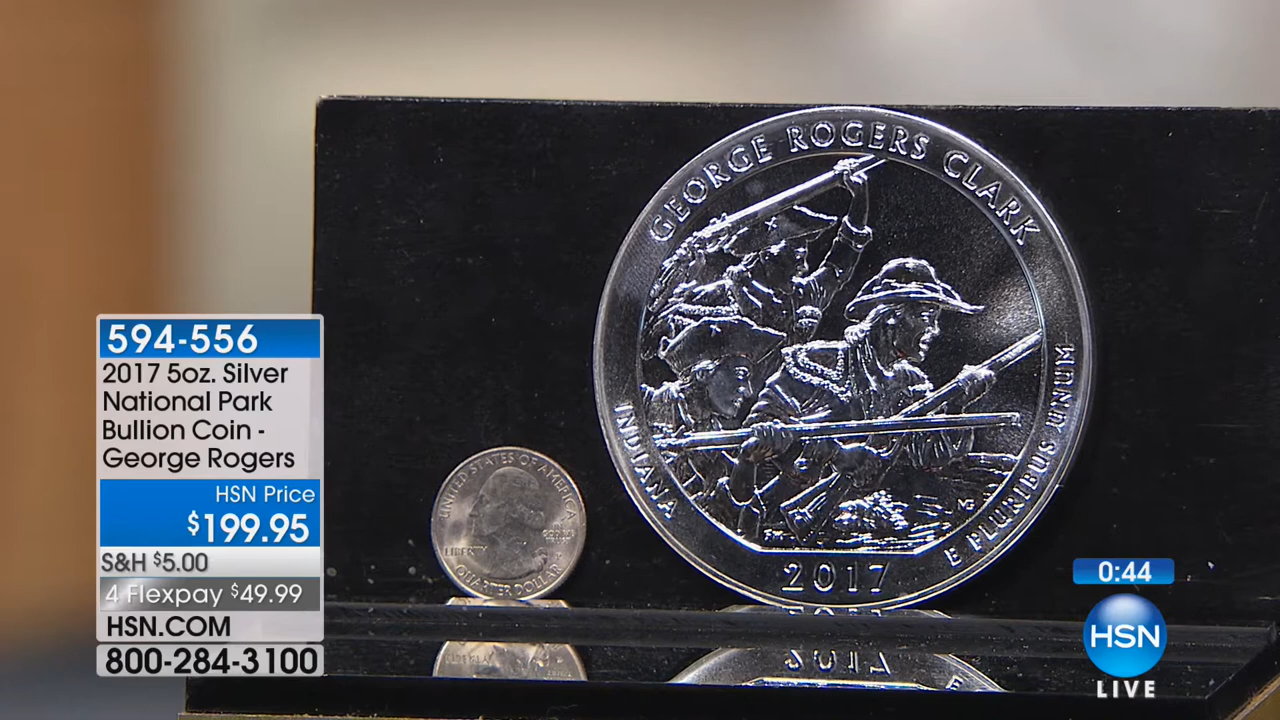 594-556
2017 5oz. Silver
National Park
Bullion Coin -
George Rogers
HSN Price
$199.95
S&H $5.00
4 Flexpay $49.99
HSN.COM
800-284-3100
UNITED STATES OF AMERICA
LIBERTY
QUARTER DOLLAR
GEORGE ROGERS CLARK
INDIANA
2017
E PLURIBUS UNUM
0:44
HSN
LIVE